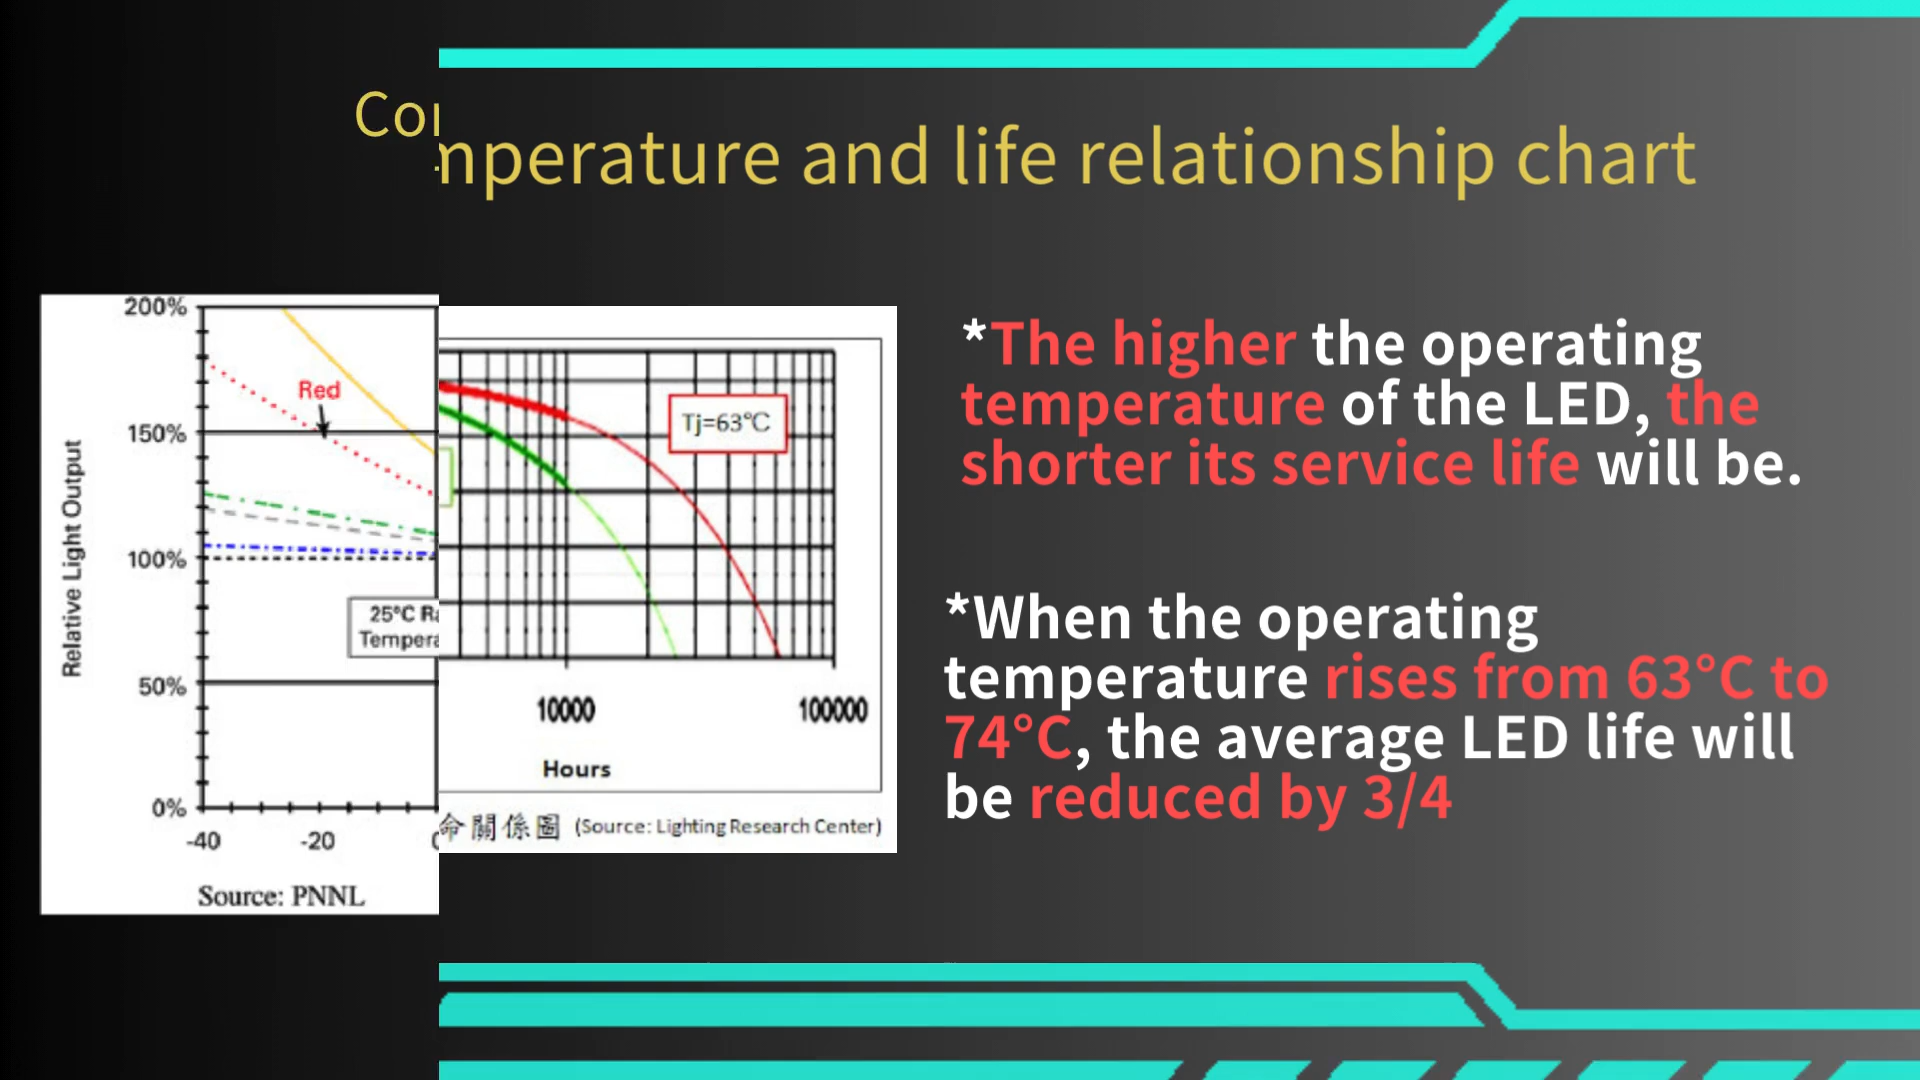 Co
mperature and life relationship chart
200%
Red
150%
100%
50%
0%
-40
-20
Relative Light Output
25°C Ra
Tempera
Source: PNNL
Tj=63℃
10000
100000
Hours
命關係圖 (Source: Lighting Research Center)
*The higher the operating
temperature of the LED, the
shorter its service life will be.
*When the operating
temperature rises from 63°C to
74°C, the average LED life will
be reduced by 3/4